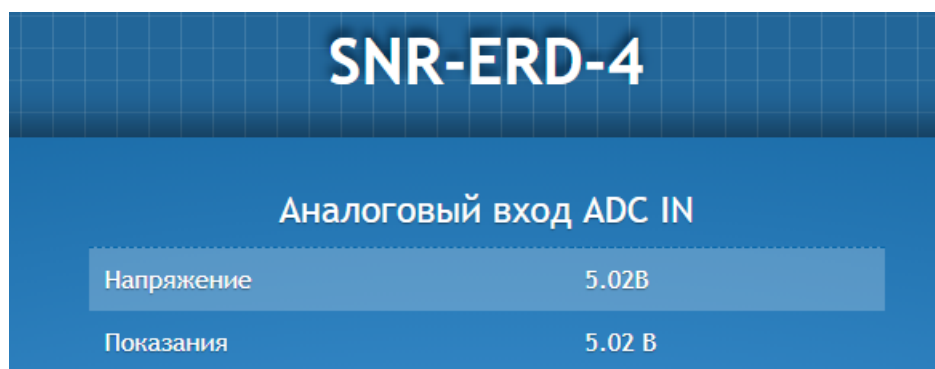 SNR-ERD-4
Аналоговый вход ADC IN
Напряжение 5.02В
Показания 5.02 В